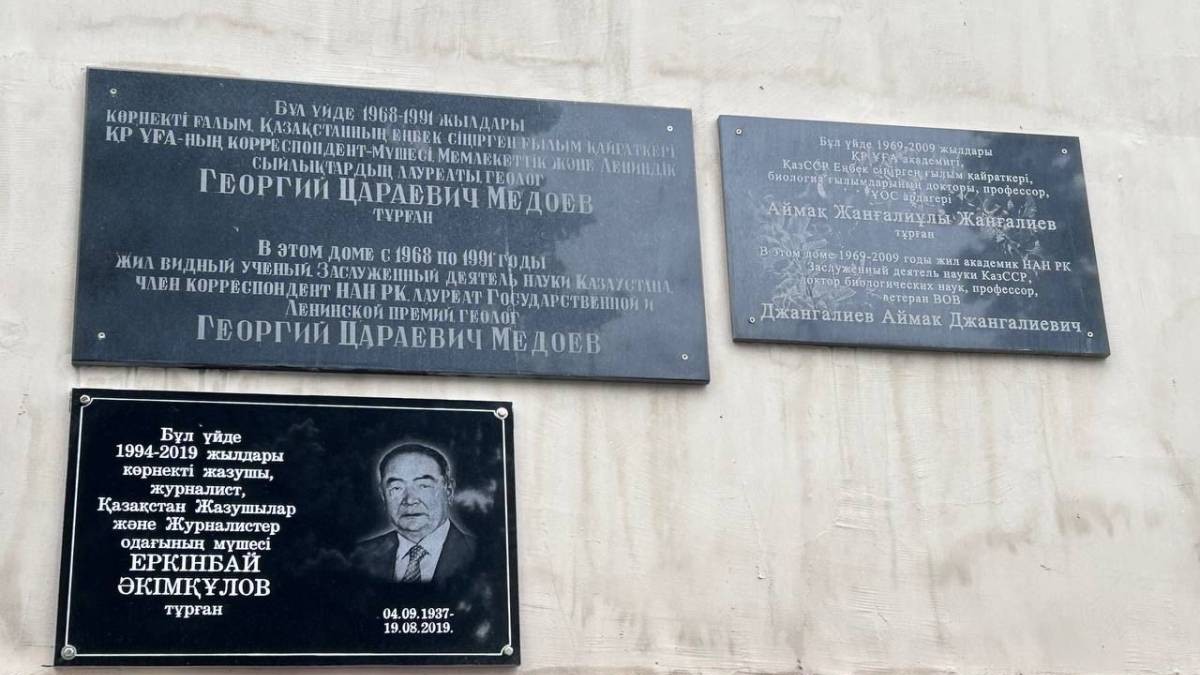 Бұл үйде 1968-1991 жылдары
көрнекті ғалым, Қазақстанның еңбек сіңірген ғылым қайраткері
ҚР ҰҒА-ның корреспондент-мүшесі, Мемлекеттік және Лениндік
сыйлықтардың лауреаты, геолог
Георгий Цараевич Медоев
тұрған
В этом доме с 1968 по 1991 годы
жил видный ученый, Заслуженный деятель науки Казахстана,
член корреспондент НАН РК, лауреат Государственной и
Ленинской премий геолог
Георгий Цараевич Медоев
Бұл үйде 1969-2009 жылдары
ҚР ҰҒА академигі,
ҚазССР Еңбек сіңірген ғылым қайраткері,
биология ғылымдарының докторы, профессор,
ҰОС ардагері
Аймақ Жанғалиұлы Жанғалиев
тұрған
В этом доме 1969-2009 годы жил академик НАН РК
Заслуженный деятель науки КазССР,
доктор биологических наук, профессор,
ветеран ВОВ
Джангалиев Аймак Джангалиевич
Бұл үйде
1994-2019 жылдары
көрнекті жазушы,
журналист,
Қазақстан Жазушылар
және Журналистер
одағының мүшесі
ЕРКІНБАЙ
ӘКІМҚҰЛОВ
тұрған
04.09.1937-
19.08.2019.